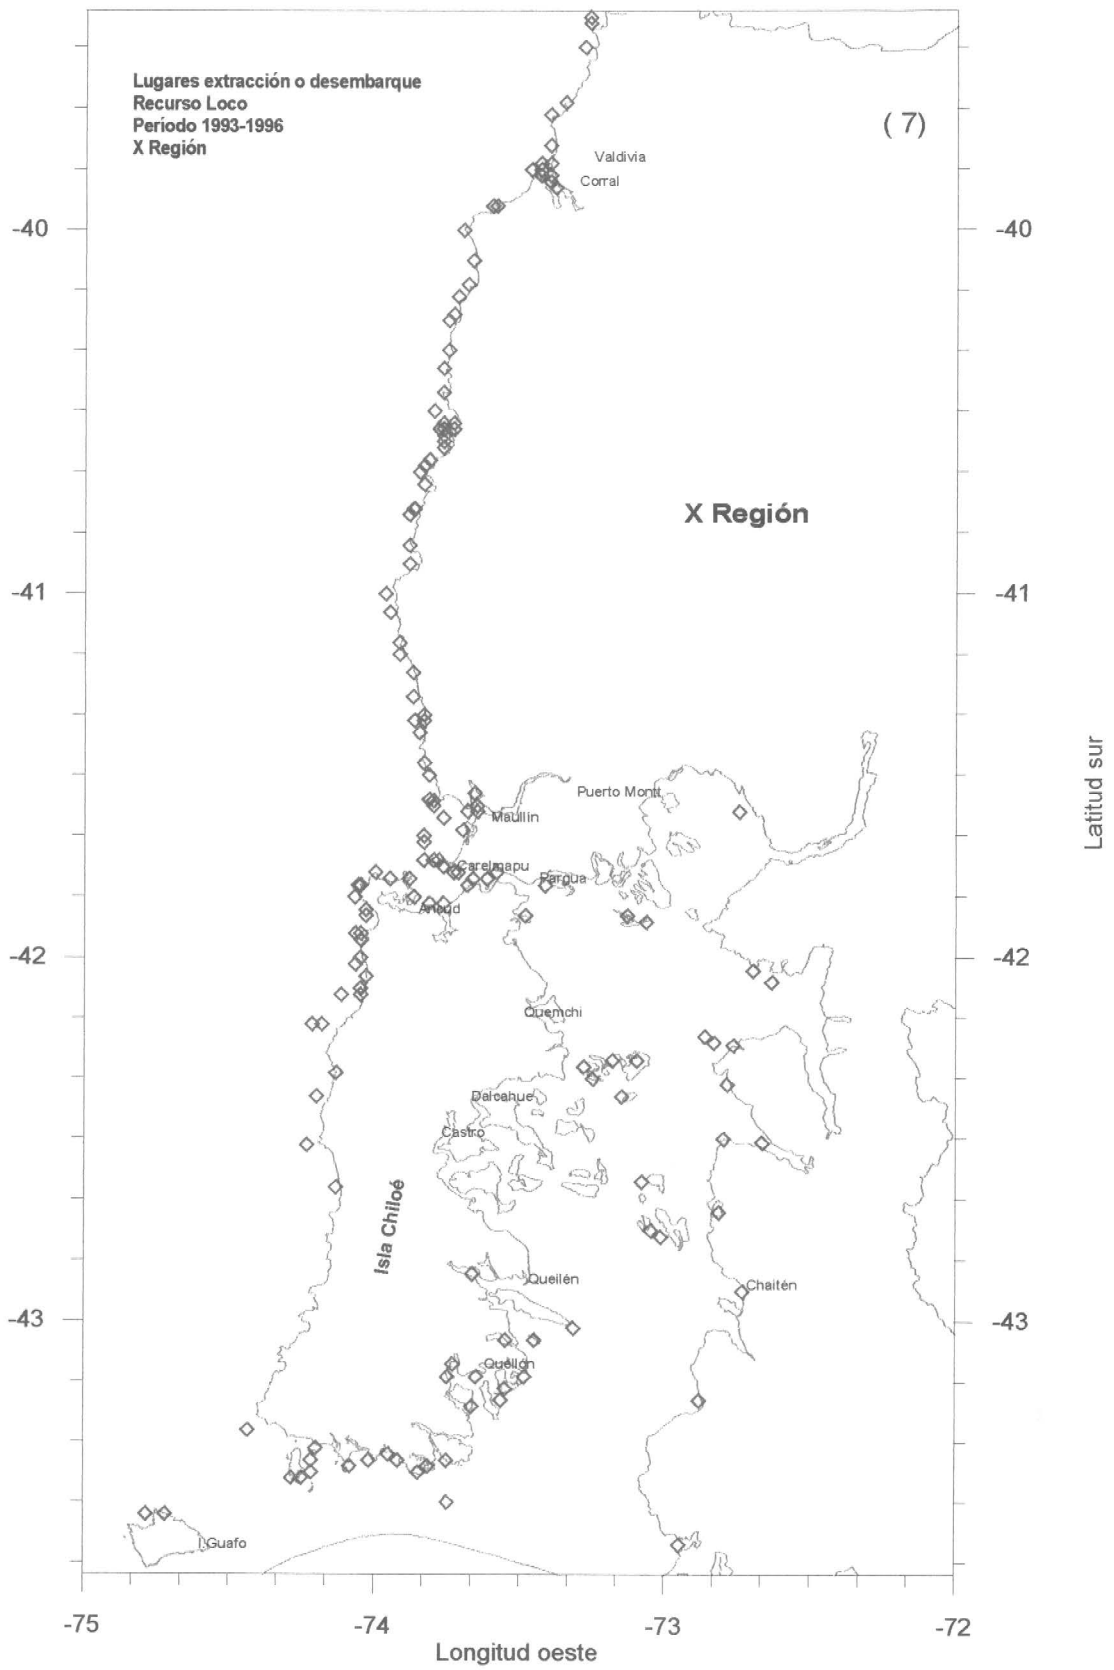 Lugares extracción o desembarque
Recurso Loco
Período 1993-1996
X Región
( 7)
Valdivia
Corral
-40
-40
X Región
-41
-41
Puerto Montt
Maullín
Carelmapu
Pargua
Ancud
Latitud sur
-42
-42
Quemchi
Dalcahue
Castro
Isla Chiloé
Queilén
Chaitén
-43
-43
Quellón
I.Guafo
-75
-74
-73
-72
Longitud oeste